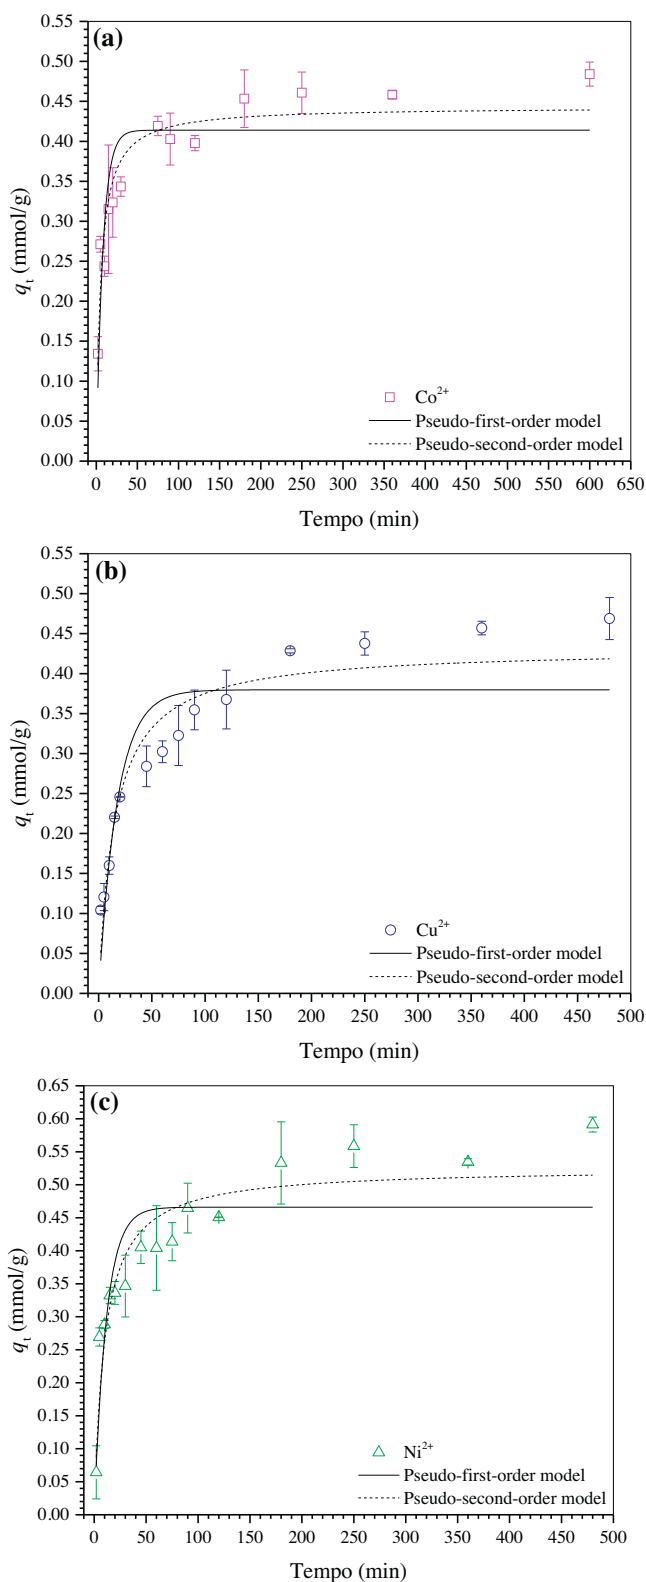 (a)
0.55
0.50
0.45
0.40
0.35
0.30
0.25
0.20
0.15
0.10
0.05
0.00
qt (mmol/g)
Co2+
Pseudo-first-order model
Pseudo-second-order model
0 50 100 150 200 250 300 350 400 450 500 550 600 650
Tempo (min)
(b)
0.55
0.50
0.45
0.40
0.35
0.30
0.25
0.20
0.15
0.10
0.05
0.00
qt (mmol/g)
Cu2+
Pseudo-first-order model
Pseudo-second-order model
0 50 100 150 200 250 300 350 400 450 500
Tempo (min)
(c)
0.65
0.60
0.55
0.50
0.45
0.40
0.35
0.30
0.25
0.20
0.15
0.10
0.05
0.00
qt (mmol/g)
Ni2+
Pseudo-first-order model
Pseudo-second-order model
0 50 100 150 200 250 300 350 400 450 500
Tempo (min)